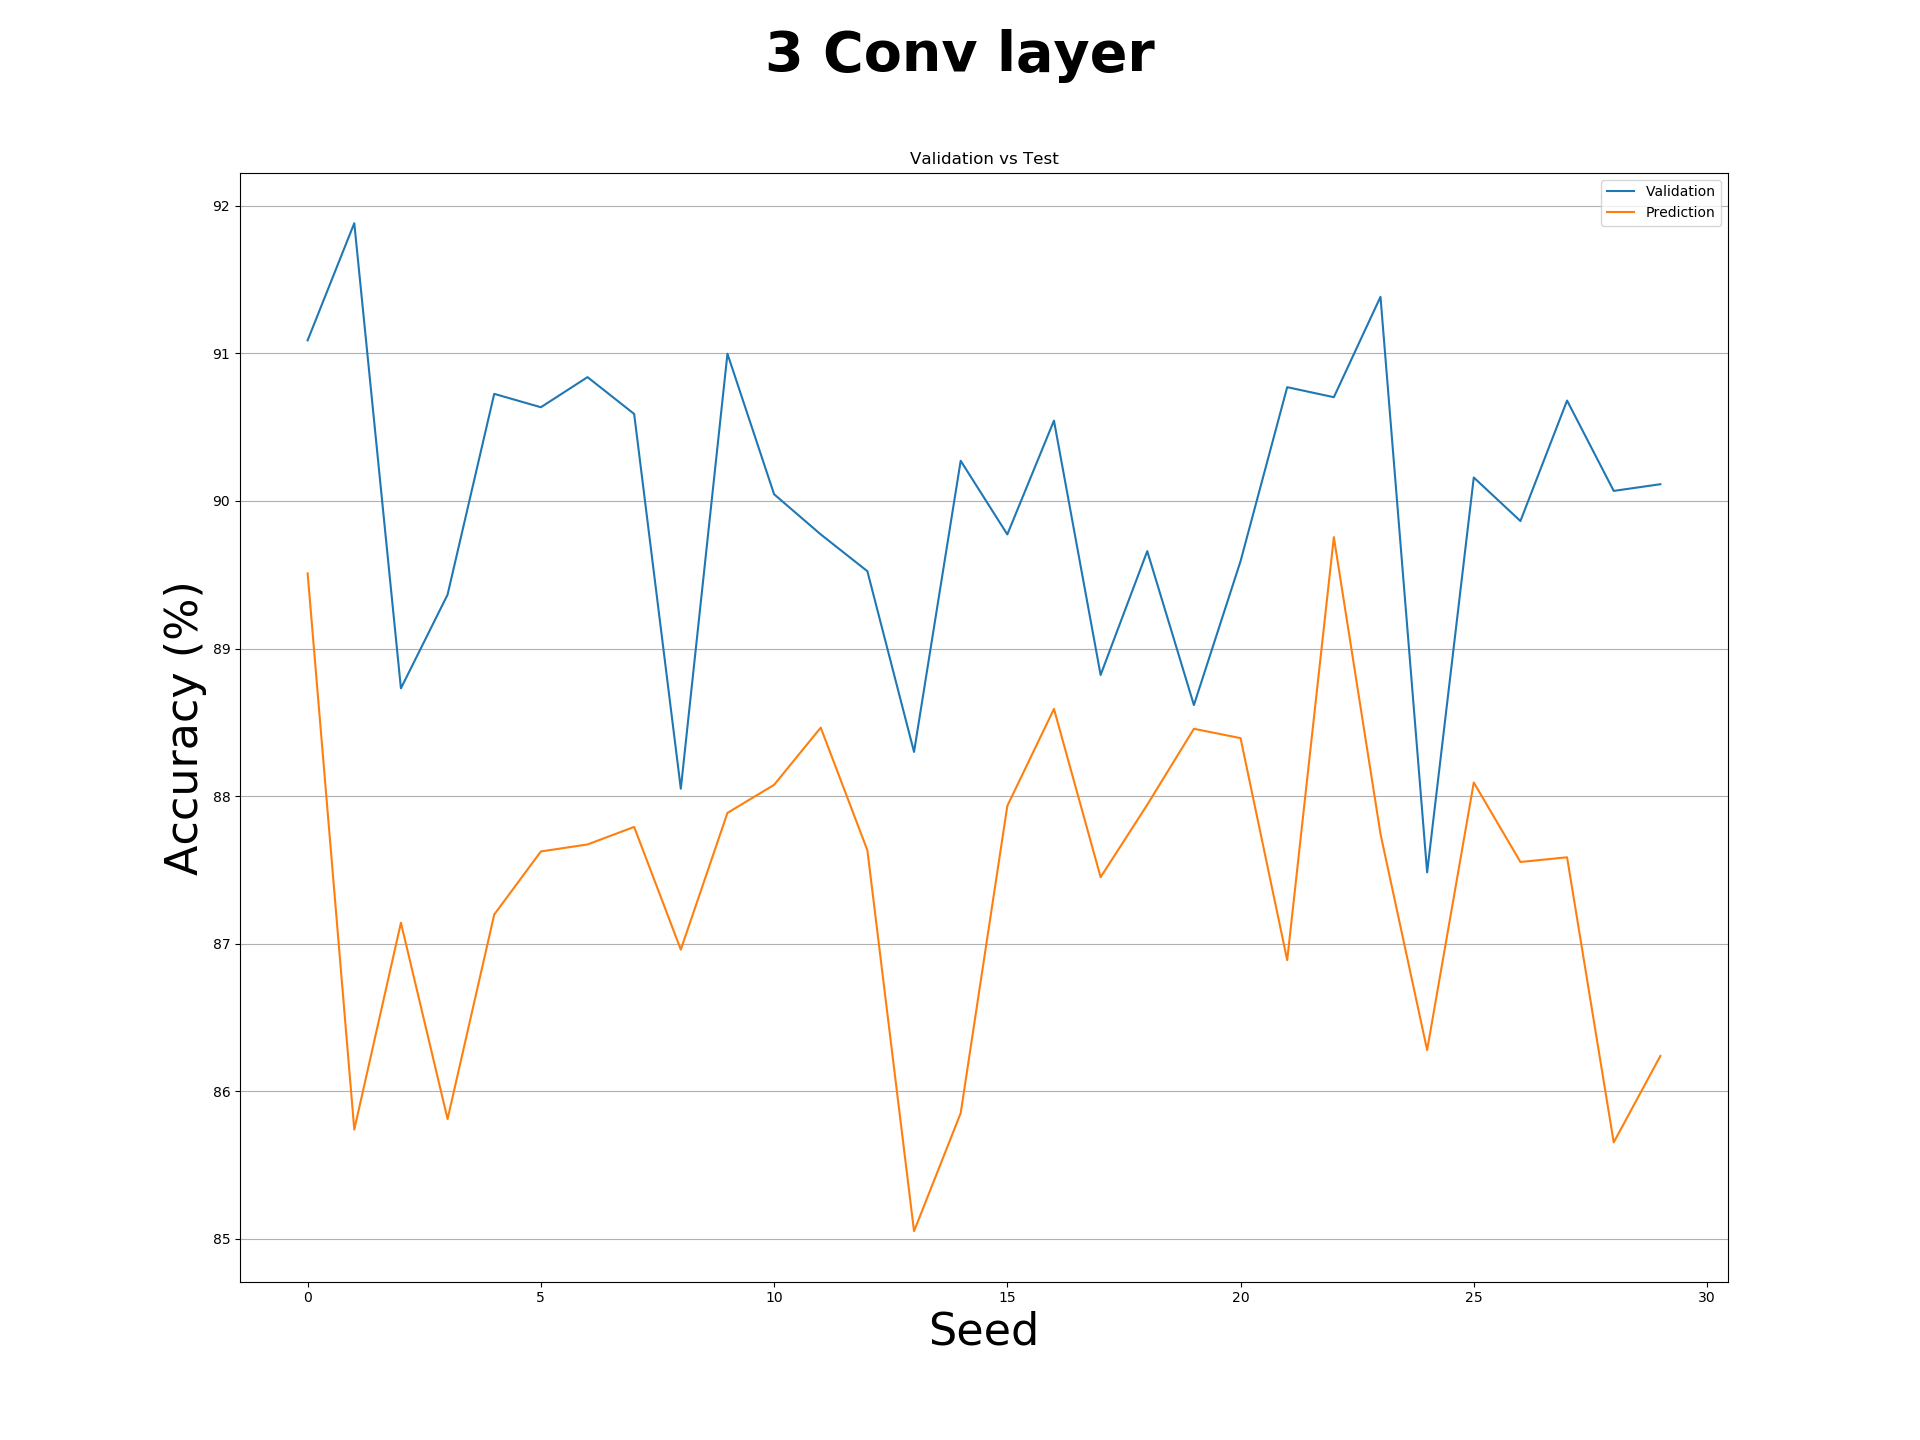 3 Conv layer
Validation vs Test
Validation
Prediction
92
91
90
89
88
87
86
85
Accuracy (%)
0 5 10 15 20 25 30
Seed